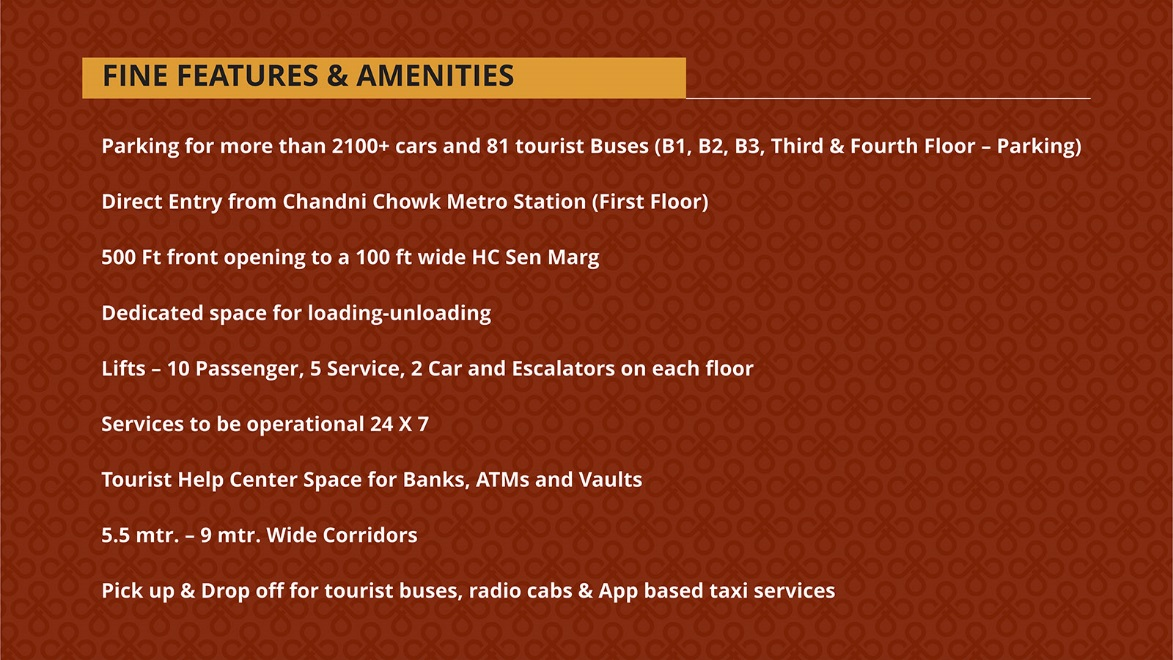 FINE FEATURES & AMENITIES
Parking for more than 2100+ cars and 81 tourist Buses (B1, B2, B3, Third & Fourth Floor – Parking)
Direct Entry from Chandni Chowk Metro Station (First Floor)
500 Ft front opening to a 100 ft wide HC Sen Marg
Dedicated space for loading-unloading
Lifts – 10 Passenger, 5 Service, 2 Car and Escalators on each floor
Services to be operational 24 X 7
Tourist Help Center Space for Banks, ATMs and Vaults
5.5 mtr. – 9 mtr. Wide Corridors
Pick up & Drop off for tourist buses, radio cabs & App based taxi services